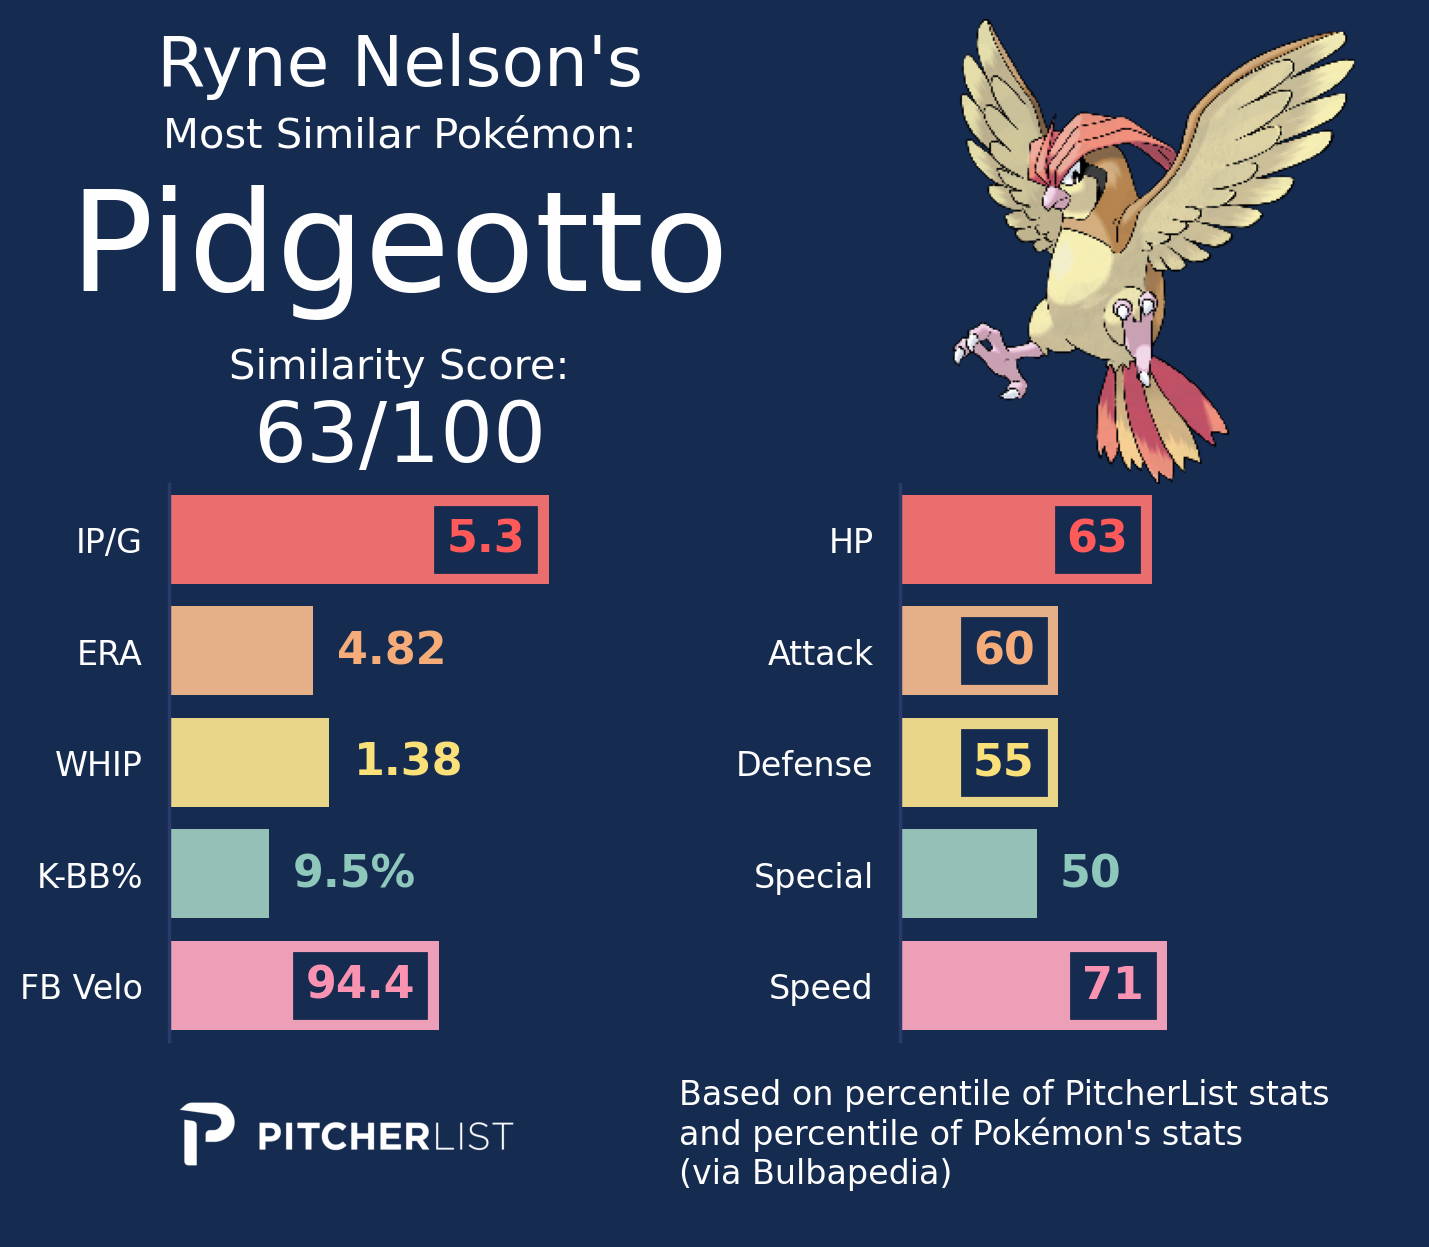 Ryne Nelson's
Most Similar Pokémon:
Pidgeotto
Similarity Score:
63/100
IP/G 5.3
ERA 4.82
WHIP 1.38
K-BB% 9.5%
FB Velo 94.4
HP 63
Attack 60
Defense 55
Special 50
Speed 71
PITCHERLIST
Based on percentile of PitcherList stats
and percentile of Pokémon's stats
(via Bulbapedia)